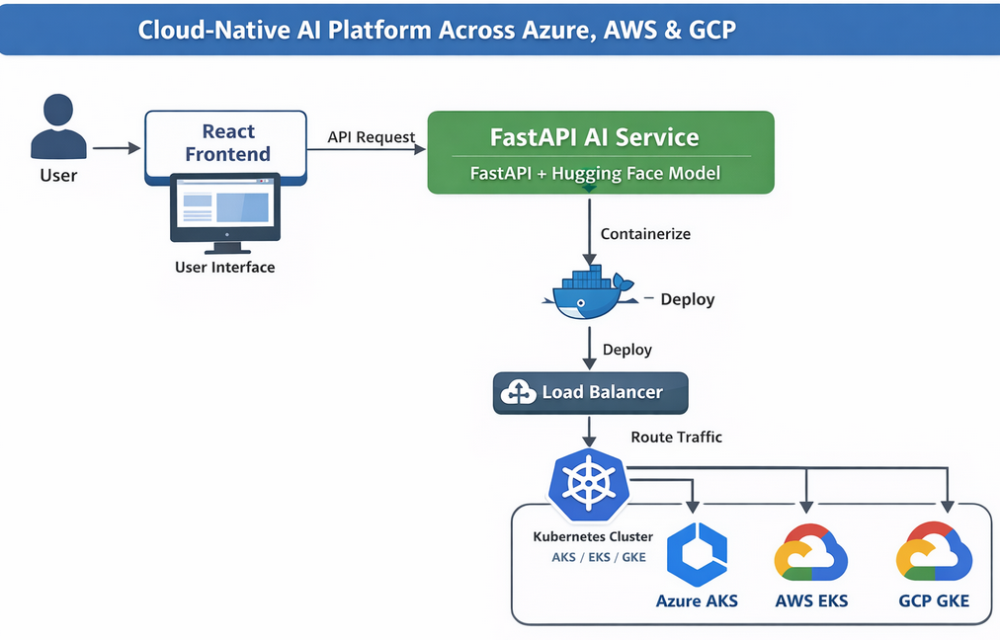 Cloud-Native AI Platform Across Azure, AWS & GCP
User
React
Frontend
User Interface
API Request
FastAPI AI Service
FastAPI + Hugging Face Model
Containerize
– Deploy
Deploy
Load Balancer
Route Traffic
Kubernetes Cluster
AKS / EKS / GKE
Azure AKS
AWS EKS
GCP GKE